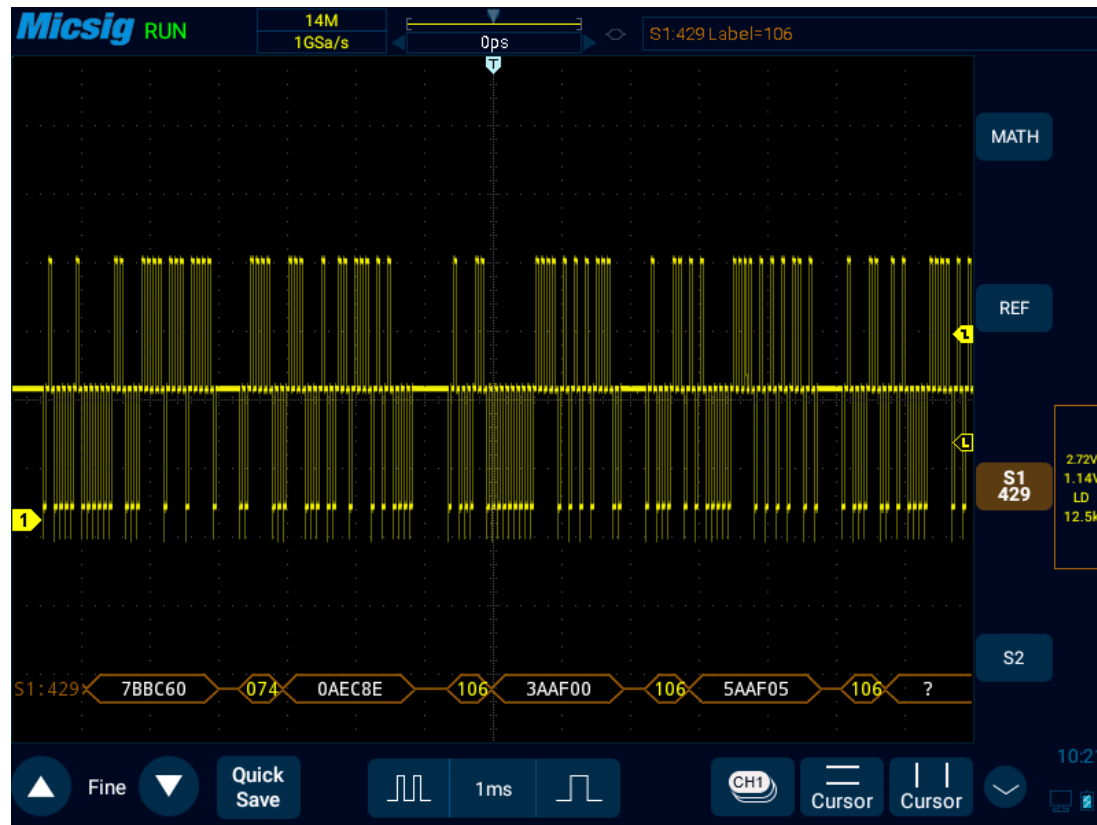 Micsig RUN
14M
1GSa/s
0ps
S1:429 Label=106
T
MATH
REF
1
L
2.72V
1.14V
S1
429
LD
12.5k
1
S2
S1:429
7BBC60
074
0AEC8E
106
3AAF00
106
5AAF05
106
?
Fine
Quick
Save
1ms
CH1
Cursor
Cursor